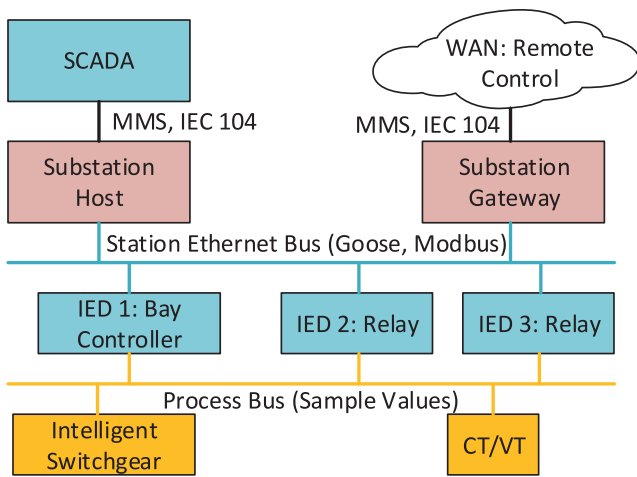 SCADA
WAN: Remote
Control
MMS, IEC 104
MMS, IEC 104
Substation
Host
Substation
Gateway
Station Ethernet Bus (Goose, Modbus)
IED 1: Bay
Controller
IED 2: Relay
IED 3: Relay
Process Bus (Sample Values)
Intelligent
Switchgear
CT/VT